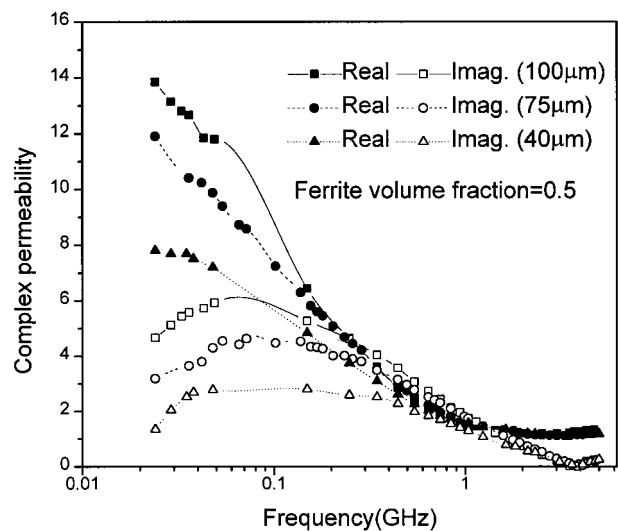 16
14
12
10
8
6
4
2
0
Complex permeability
Real Imag. (100μm)
Real Imag. (75μm)
Real Imag. (40μm)
Ferrite volume fraction=0.5
0.01 0.1 1
Frequency(GHz)